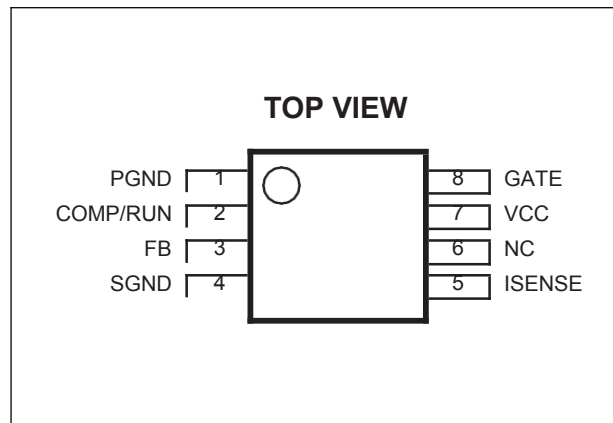 TOP VIEW
PGND 1 8 GATE
COMP/RUN 2 7 VCC
FB 3 6 NC
SGND 4 5 ISENSE